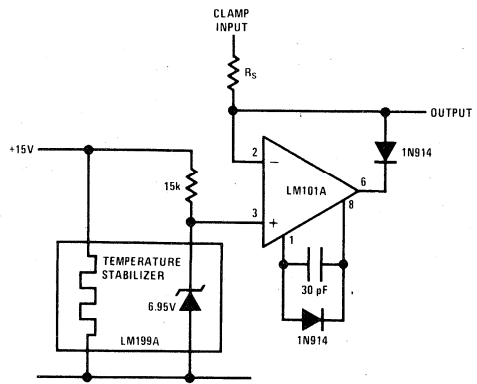 CLAMP
INPUT
RS
OUTPUT
+15V
2
−
1N914
15k
LM101A
6
8
3
+
1
TEMPERATURE
STABILIZER
6.95V
30 pF
LM199A
1N914